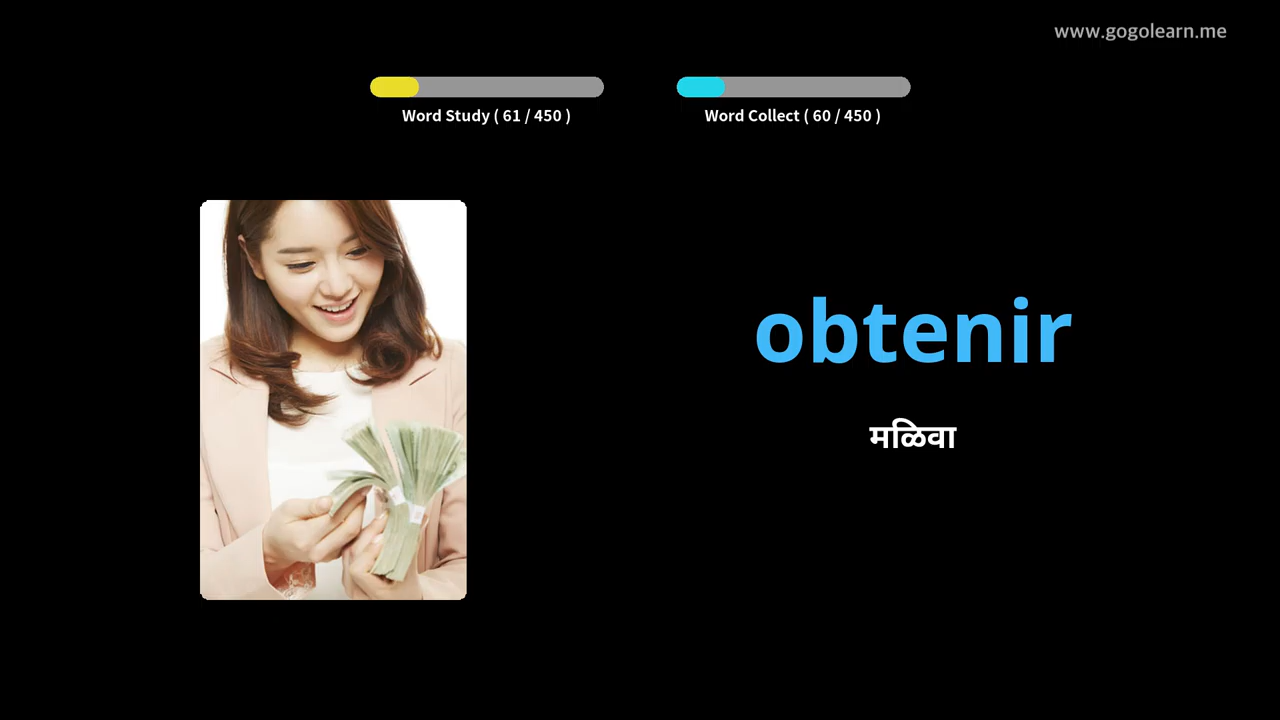 www.gogolearn.me
Word Study ( 61 / 450 )
Word Collect ( 60 / 450 )
obtenir
मळिवा